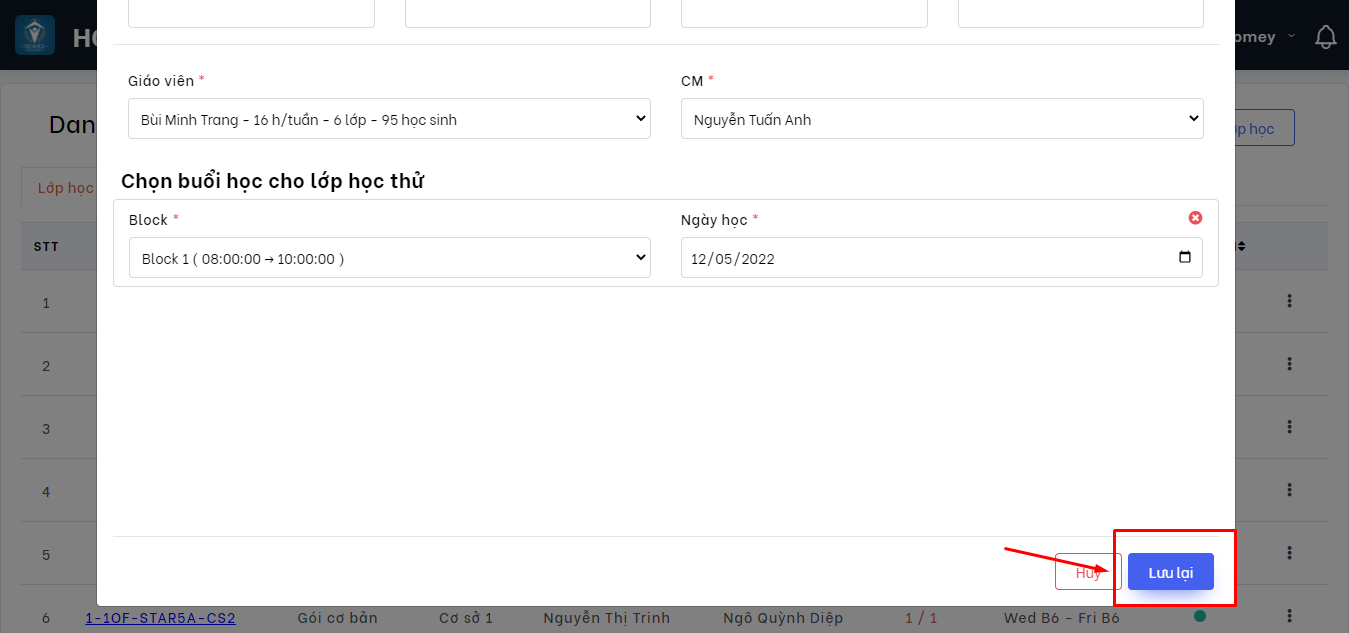 omey
Dan
p học
Giáo viên *
CM *
Bùi Minh Trang - 16 h/tuần - 6 lớp - 95 học sinh
Nguyễn Tuấn Anh
Lớp học
Chọn buổi học cho lớp học thử
Block *
Ngày học *
STT
Block 1 ( 08:00:00 → 10:00:00 )
12/05/2022
1
2
3
4
5
Hủy
Lưu lại
6 1-1OF-STAR5A-CS2 Gói cơ bản Cơ sở 1 Nguyễn Thị Trinh Ngô Quỳnh Diệp 1 / 1 Wed B6 - Fri B6